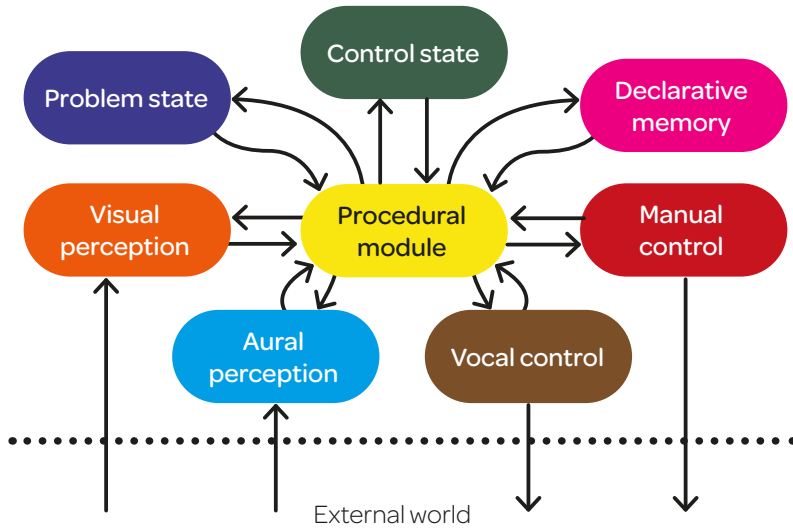 Control state
Problem state
Declarative
memory
Visual
perception
Procedural
module
Manual
control
Aural
perception
Vocal control
External world